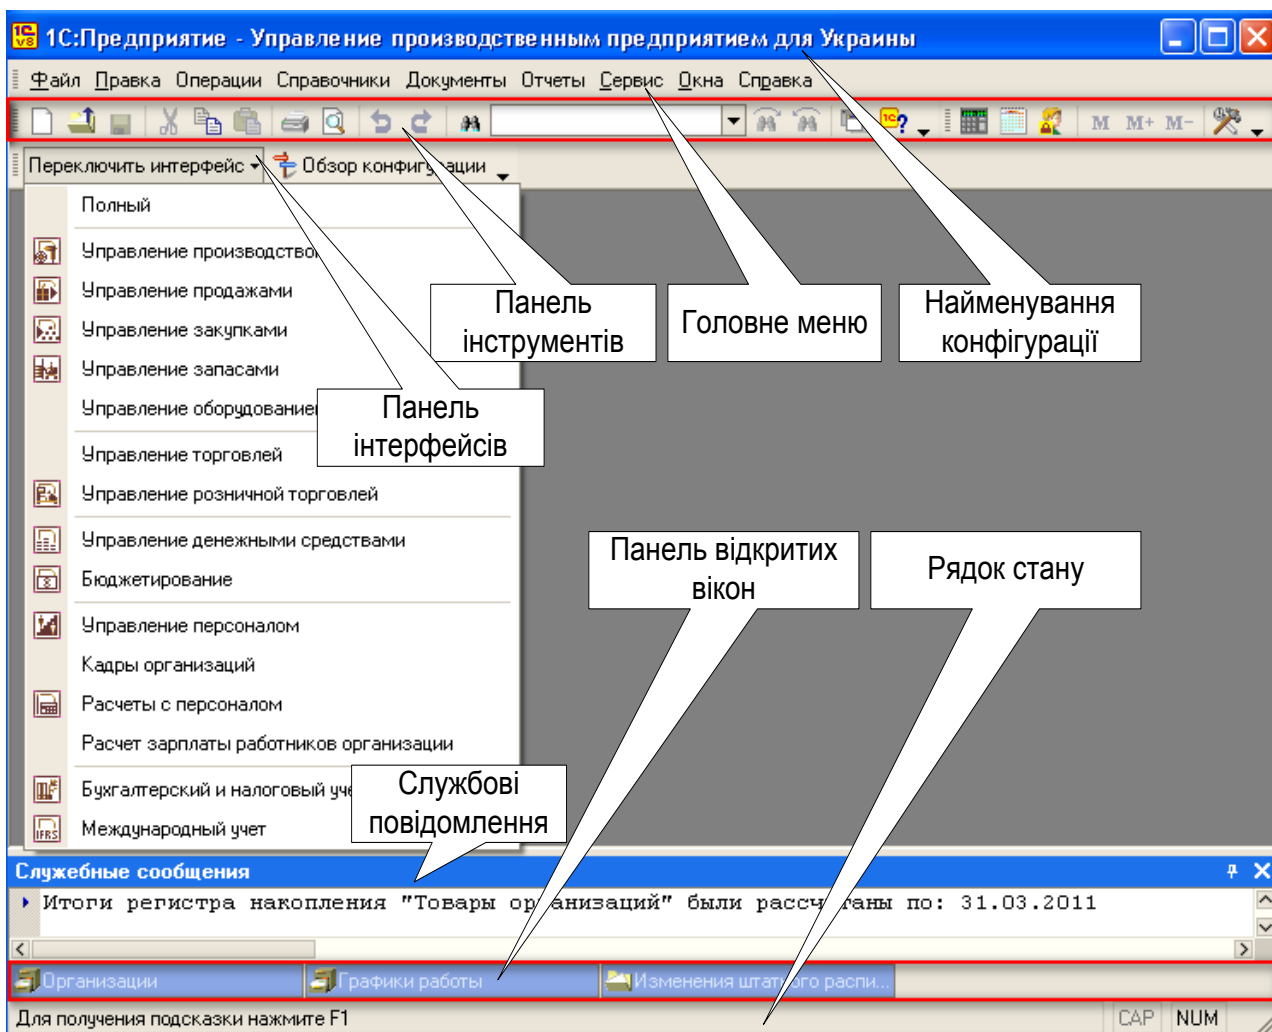 1С:Предприятие - Управление производственным предприятием для Украины
Файл Правка Операции Справочники Документы Отчеты Сервис Окна Справка
M M+ M-
Переключить интерфейс Обзор конфигурации
Полный
Управление производством
Управление продажами
Управление закупками
Управление запасами
Управление оборудованием
Управление торговлей
Управление розничной торговлей
Управление денежными средствами
Бюджетирование
Управление персоналом
Кадры организаций
Расчеты с персоналом
Расчет зарплаты работников организации
Бухгалтерский и налоговый уче
Международный учет
Панель
інструментів
Головне меню
Найменування
конфігурації
Панель
інтерфейсів
Панель відкритих
вікон
Рядок стану
Службові
повідомлення
Служебные сообщения
Итоги регистра накопления "Товары организаций" были рассчитаны по: 31.03.2011
Организации Графики работы Изменения штатного распи...
Для получения подсказки нажмите F1 CAP NUM